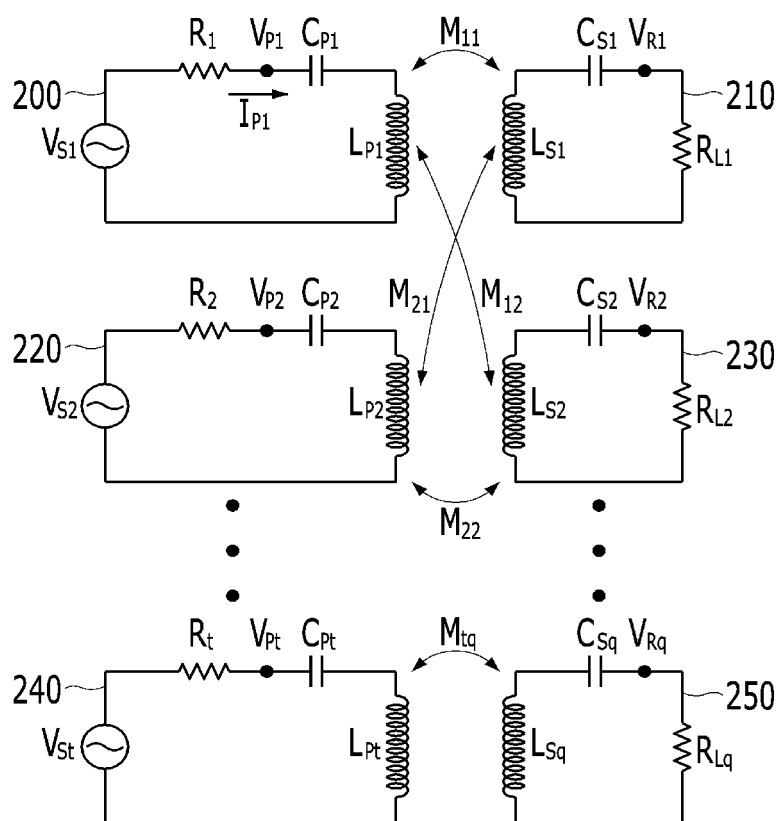 R1 VP1 CP1 M11 CS1 VR1
200 IP1 210
VS1 LP1 LS1 RL1
R2 VP2 CP2 M21 M12 CS2 VR2
220 230
VS2 LP2 LS2 RL2
M22
Rt VPt CPt Mtq CSq VRq
240 250
VSt LPt LSq RLq